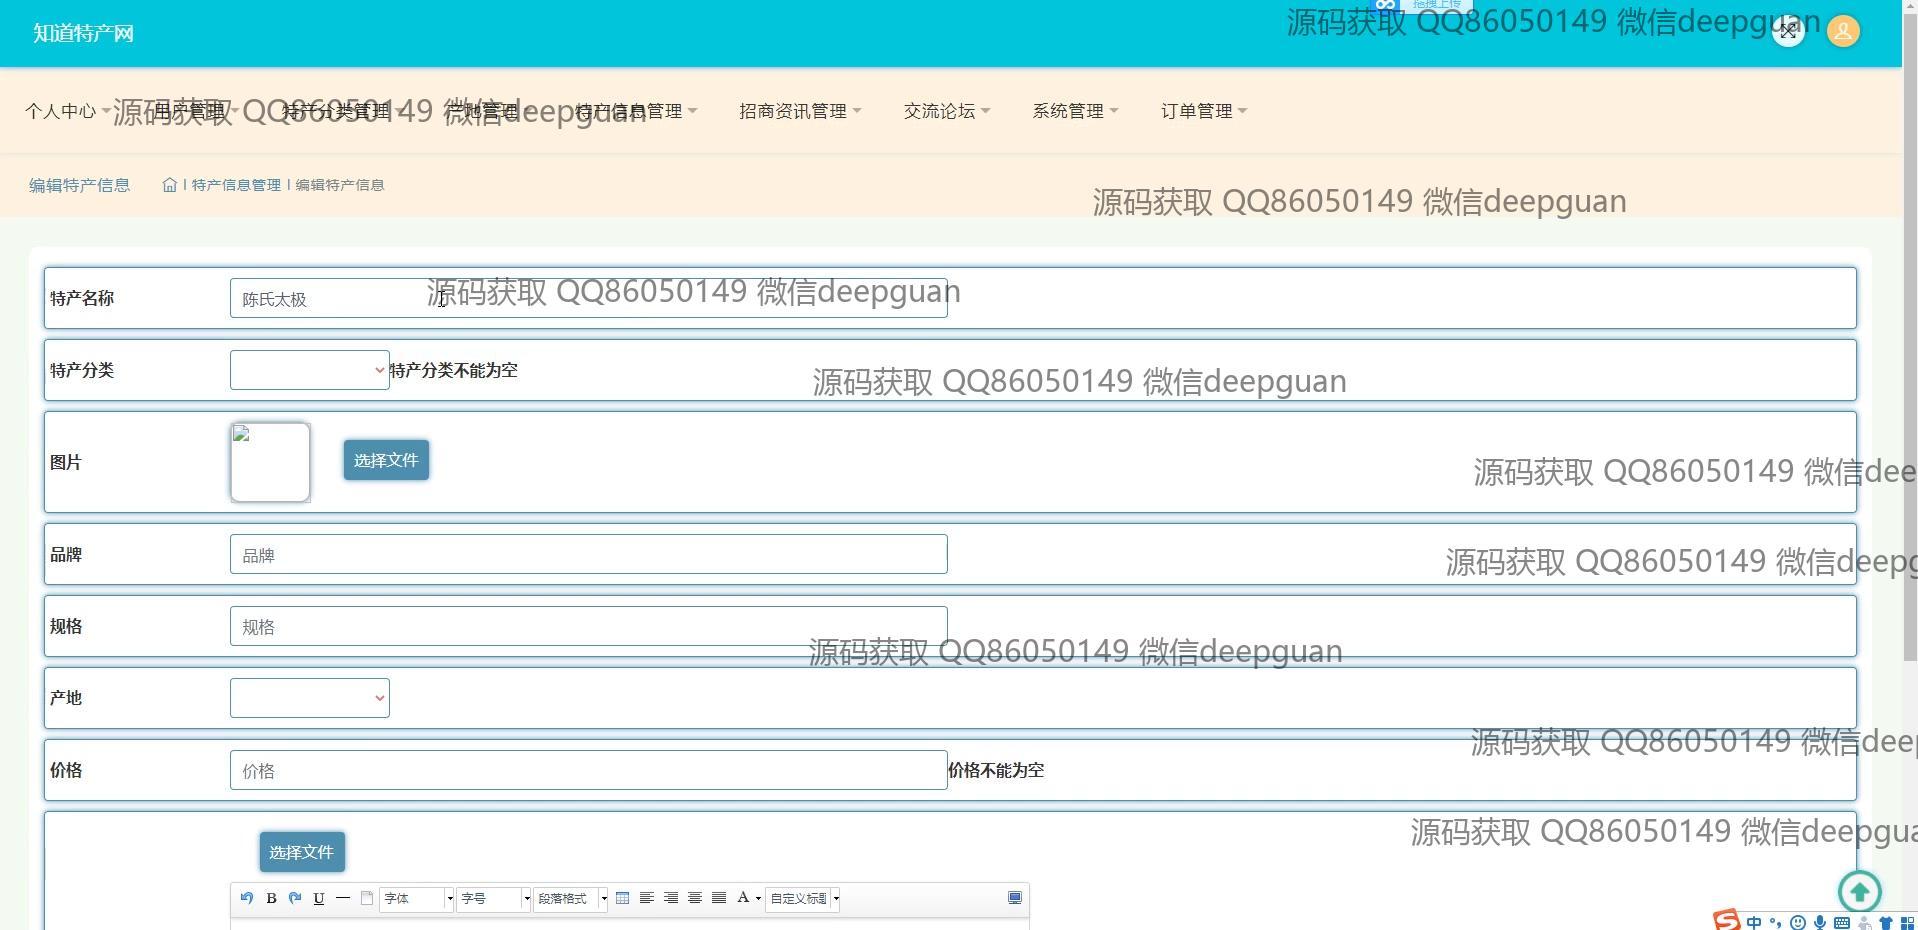 知道特产网
拖拽上传
源码获取 QQ86050149 微信deepguan
个人中心 用户管理 特产分类管理 产地管理 特产信息管理 招商资讯管理 交流论坛 系统管理 订单管理
源码获取 QQ86050149 微信deepguan
编辑特产信息 | 特产信息管理 | 编辑特产信息
源码获取 QQ86050149 微信deepguan
特产名称 陈氏太极
源码获取 QQ86050149 微信deepguan
特产分类 特产分类不能为空
源码获取 QQ86050149 微信deepguan
图片 选择文件
源码获取 QQ86050149 微信dee
品牌 品牌
源码获取 QQ86050149 微信deepg
规格 规格
源码获取 QQ86050149 微信deepguan
产地
源码获取 QQ86050149 微信deep
价格 价格 价格不能为空
源码获取 QQ86050149 微信deepgua
选择文件
B U 字体 字号 段落格式 A 自定义标题
中